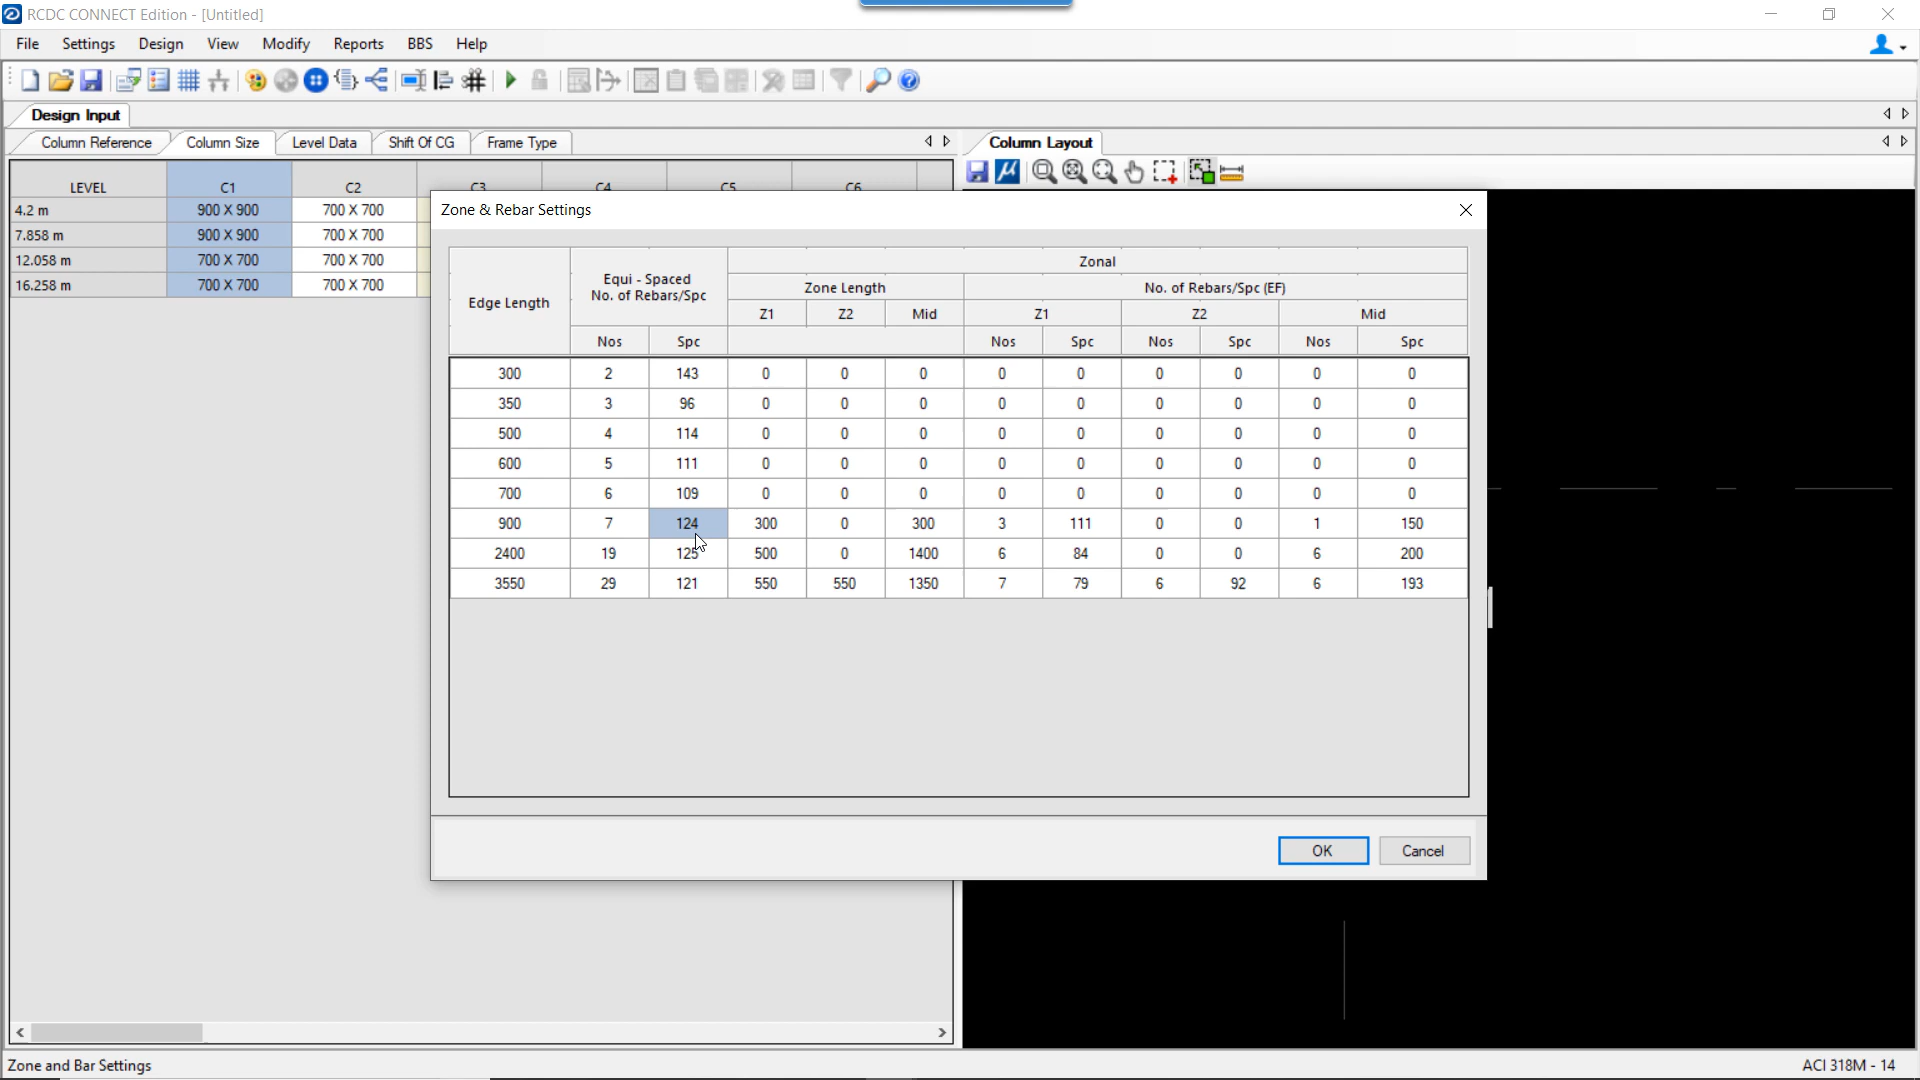 RCDC CONNECT Edition - [Untitled]
File Settings Design View Modify Reports BBS Help
Design Input
Column Reference Column Size Level Data Shift Of CG Frame Type
Column Layout
LEVEL C1 C2 C3 C4 C5 C6
4.2 m 900 X 900 700 X 700
7.858 m 900 X 900 700 X 700
12.058 m 700 X 700 700 X 700
16.258 m 700 X 700 700 X 700
Zone & Rebar Settings
Zonal
Equi - Spaced
No. of Rebars/Spc
Edge Length
Zone Length No. of Rebars/Spc (EF)
Z1 Z2 Mid Z1 Z2 Mid
Nos Spc Nos Spc Nos Spc Nos Spc
300 2 143 0 0 0 0 0 0 0 0 0
350 3 96 0 0 0 0 0 0 0 0 0
500 4 114 0 0 0 0 0 0 0 0 0
600 5 111 0 0 0 0 0 0 0 0 0
700 6 109 0 0 0 0 0 0 0 0 0
900 7 124 300 0 300 3 111 0 0 1 150
2400 19 125 500 0 1400 6 84 0 0 6 200
3550 29 121 550 550 1350 7 79 6 92 6 193
OK Cancel
Zone and Bar Settings
ACI 318M - 14